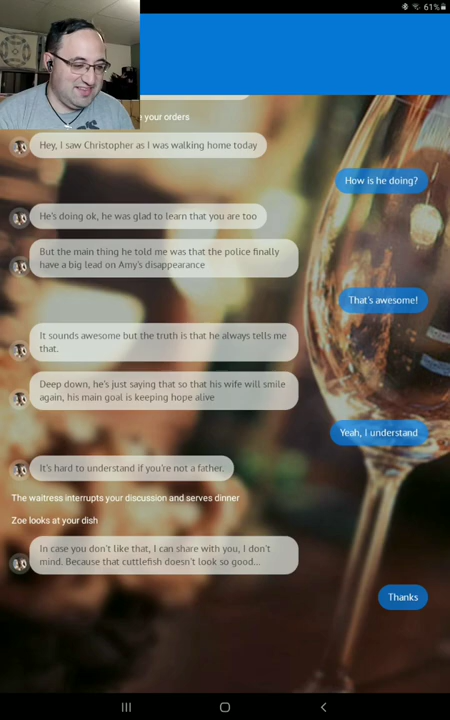 61%
e your orders
Hey, I saw Christopher as I was walking home today
How is he doing?
He's doing ok, he was glad to learn that you are too
But the main thing he told me was that the police finally
have a big lead on Amy's disappearance
That's awesome!
It sounds awesome but the truth is that he always tells me
that.
Deep down, he's just saying that so that his wife will smile
again, his main goal is keeping hope alive
Yeah, I understand
It's hard to understand if you're not a father.
The waitress interrupts your discussion and serves dinner
Zoe looks at your dish
In case you don't like that, I can share with you, I don't
mind. Because that cuttlefish doesn't look so good...
Thanks